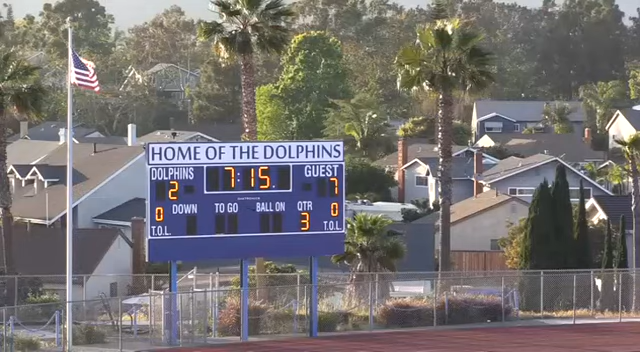 HOME OF THE DOLPHINS
DOLPHINS 7:15. GUEST
2 7
DOWN TO GO BALL ON QTR
0 3 0
T.O.L. T.O.L.